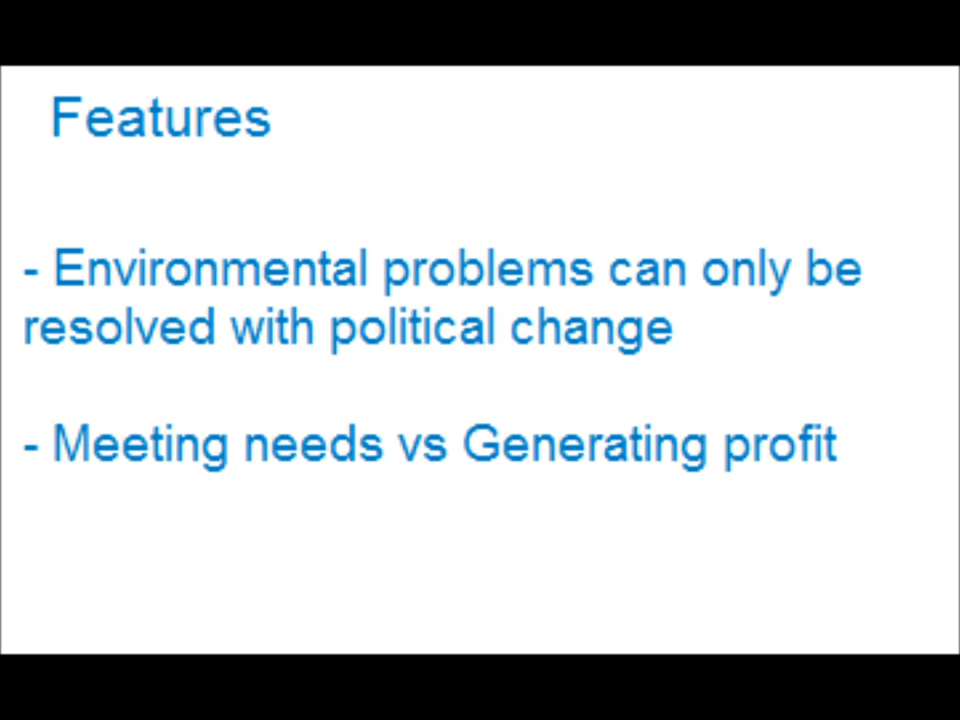 Features
- Environmental problems can only be
resolved with political change
- Meeting needs vs Generating profit